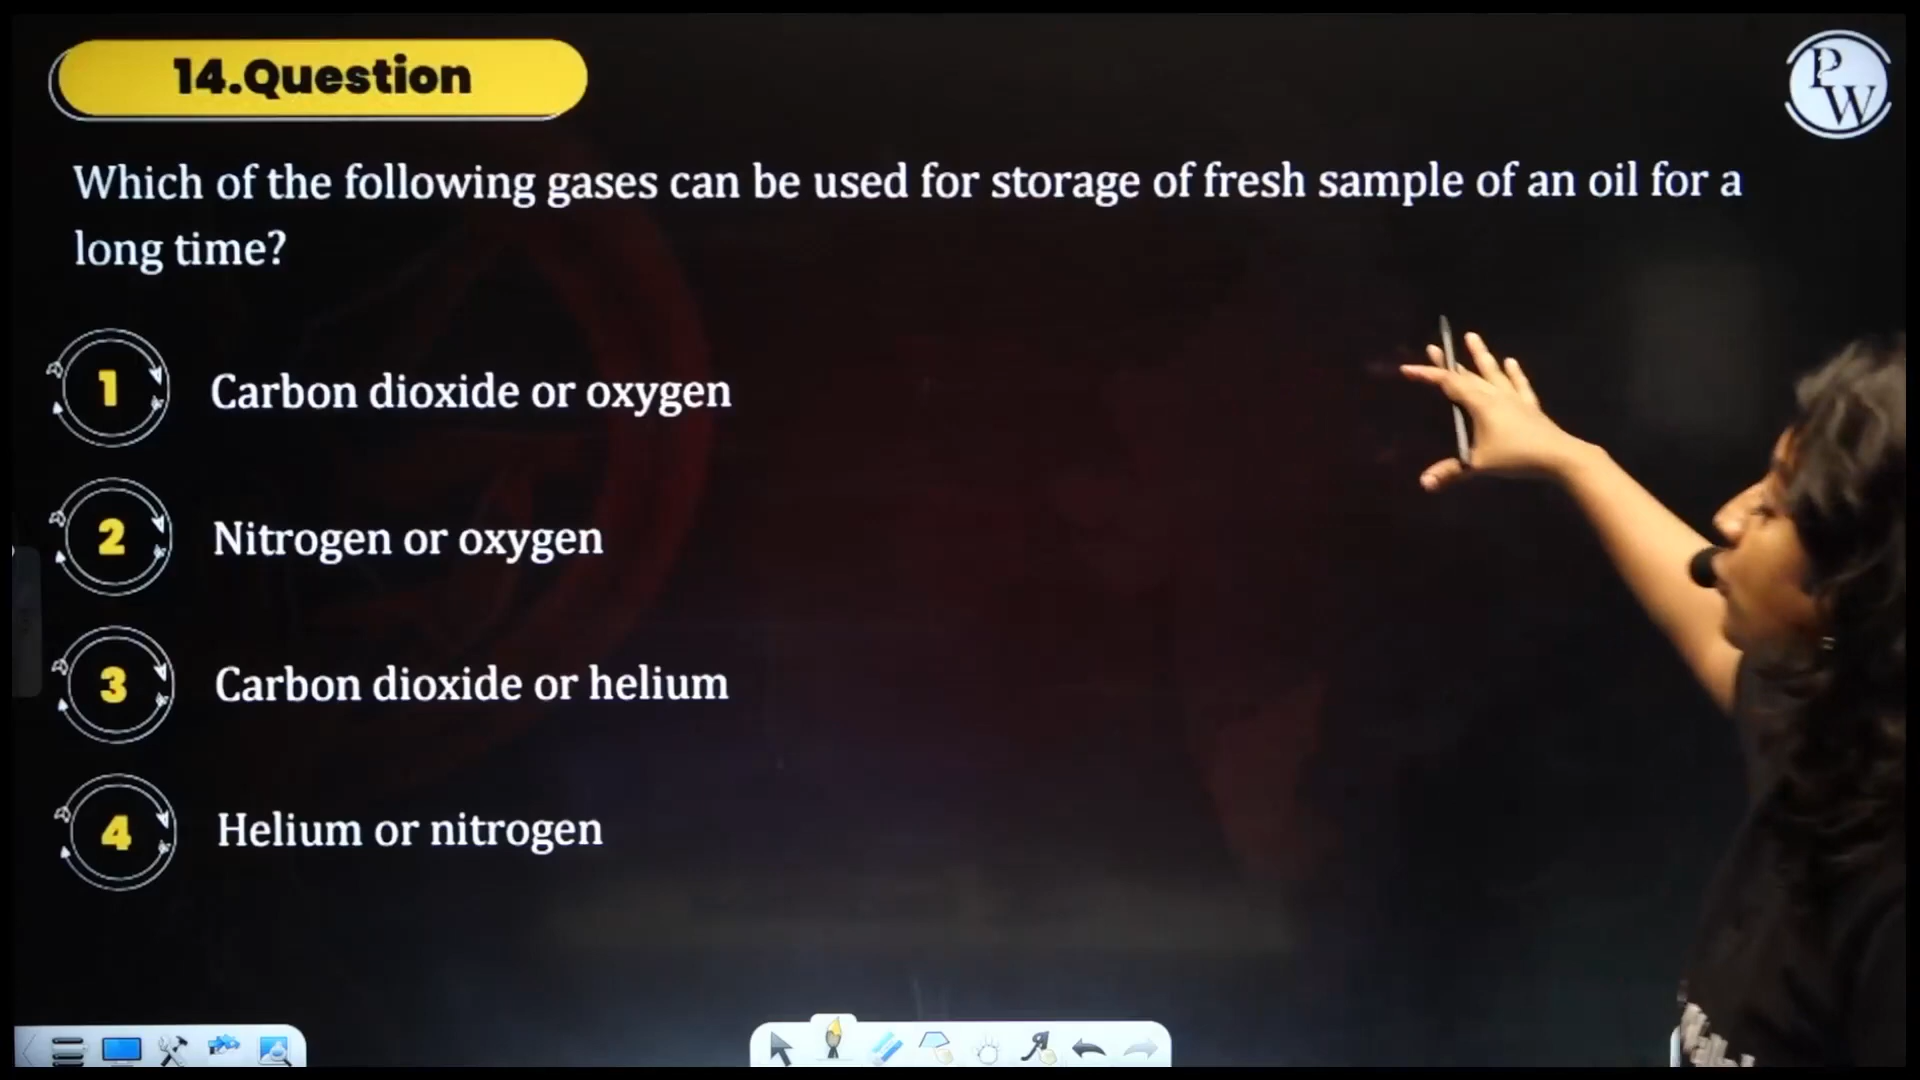 14.Question
PW
Which of the following gases can be used for storage of fresh sample of an oil for a
long time?
1 Carbon dioxide or oxygen
2 Nitrogen or oxygen
3 Carbon dioxide or helium
4 Helium or nitrogen